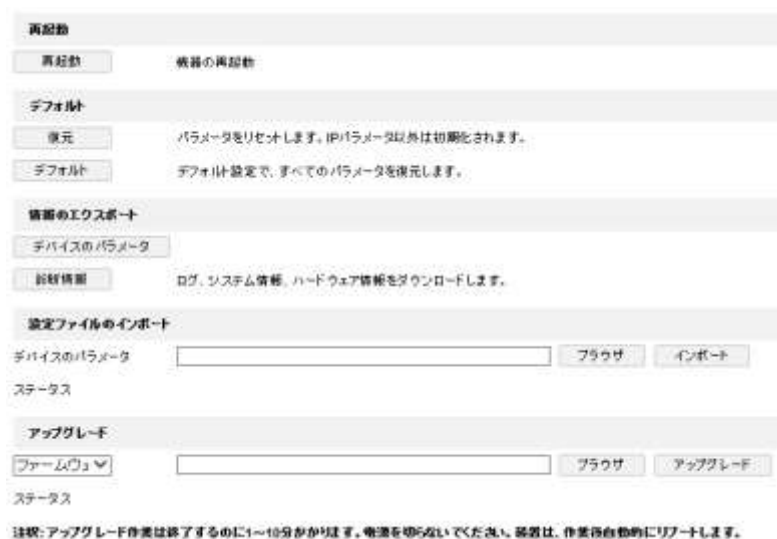 再起動
再起動 機器の再起動
デフォルト
復元 パラメータをリセットします。IPパラメータ以外は初期化されます。
デフォルト デフォルト設定で、すべてのパラメータを復元します。
情報のエクスポート
デバイスのパラメータ
診断情報 ログ、システム情報、ハードウェア情報をダウンロードします。
設定ファイルのインポート
デバイスのパラメータ ブラウザ インポート
ステータス
アップグレード
ファームウェ ブラウザ アップグレード
ステータス
注釈: アップグレード作業は終了するのに1～10分がかかります。電源を切らないでください。装置は、作業後自動的にリブートします。